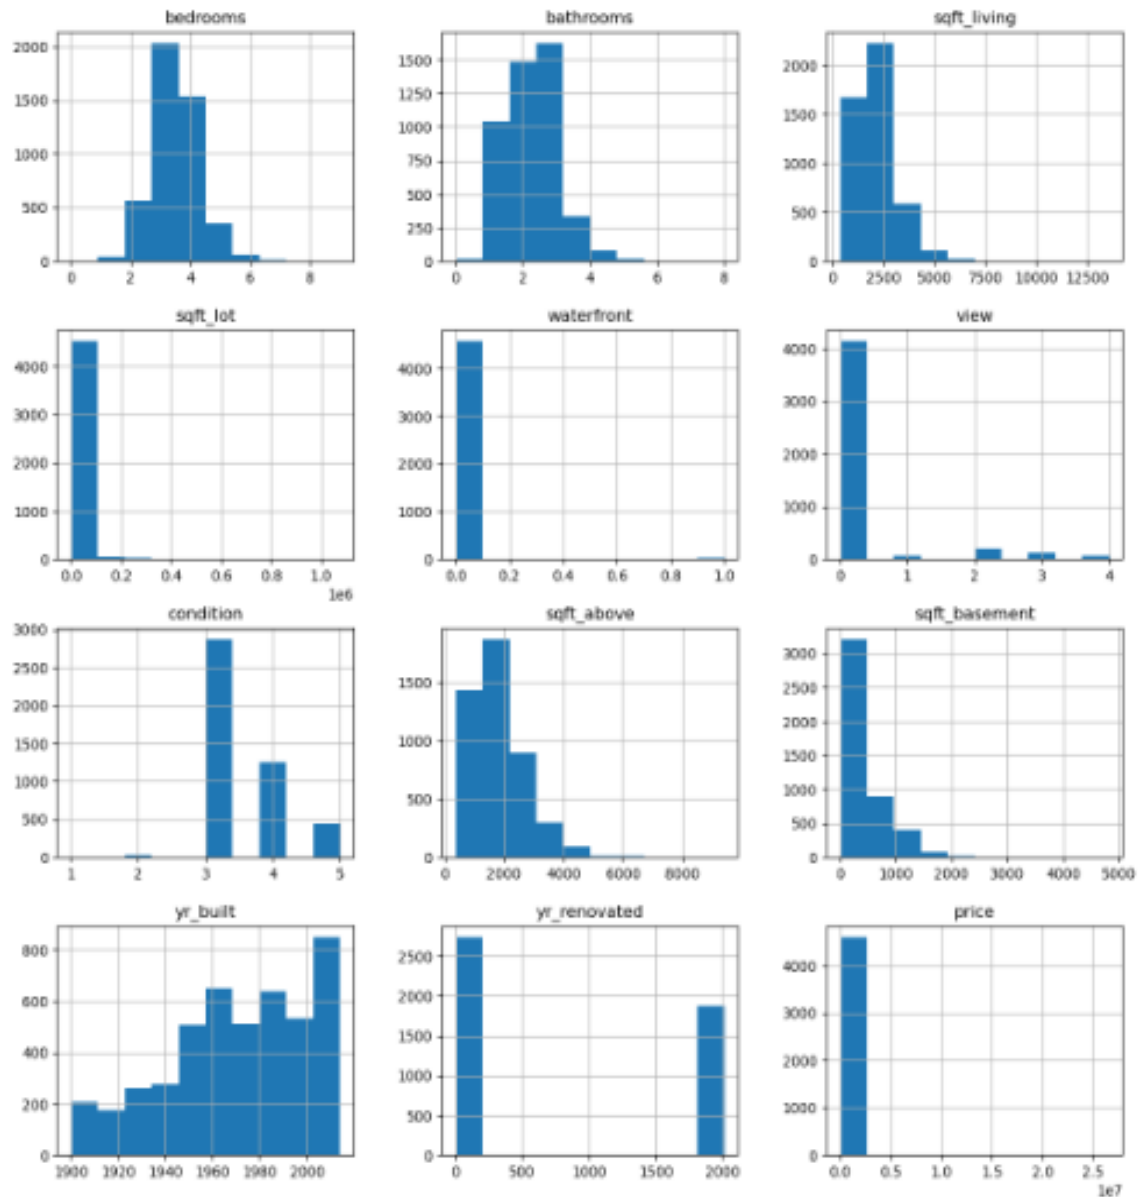 bedrooms bathrooms sqft_living
2000 1500 1000 500 0
0 2 4 6 8
1500 1250 1000 750 500 250 0
0 2 4 6 8
2000 1500 1000 500 0
0 2500 5000 7500 10000 12500
sqft_lot waterfront view
4000 3000 2000 1000 0
0.0 0.2 0.4 0.6 0.8 1.0
1e6
4000 3000 2000 1000 0
0.0 0.2 0.4 0.6 0.8 1.0
4000 3000 2000 1000 0
0 1 2 3 4
condition sqft_above sqft_basement
3000 2500 2000 1500 1000 500 0
1 2 3 4 5
1500 1000 500 0
0 2000 4000 6000 8000
3000 2500 2000 1500 1000 500 0
0 1000 2000 3000 4000 5000
yr_built yr_renovated price
800 600 400 200 0
1900 1920 1940 1960 1980 2000
2500 2000 1500 1000 500 0
0 500 1000 1500 2000
4000 3000 2000 1000 0
0.0 0.5 1.0 1.5 2.0 2.5
1e7